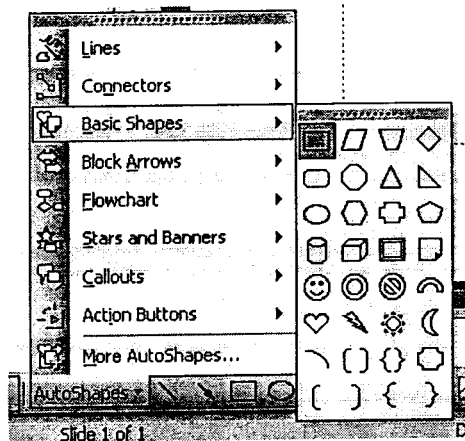 Lines
Connectors
Basic Shapes
Block Arrows
Flowchart
Stars and Banners
Callouts
Action Buttons
More AutoShapes...
AutoShapes
Slide 1 of 1
D